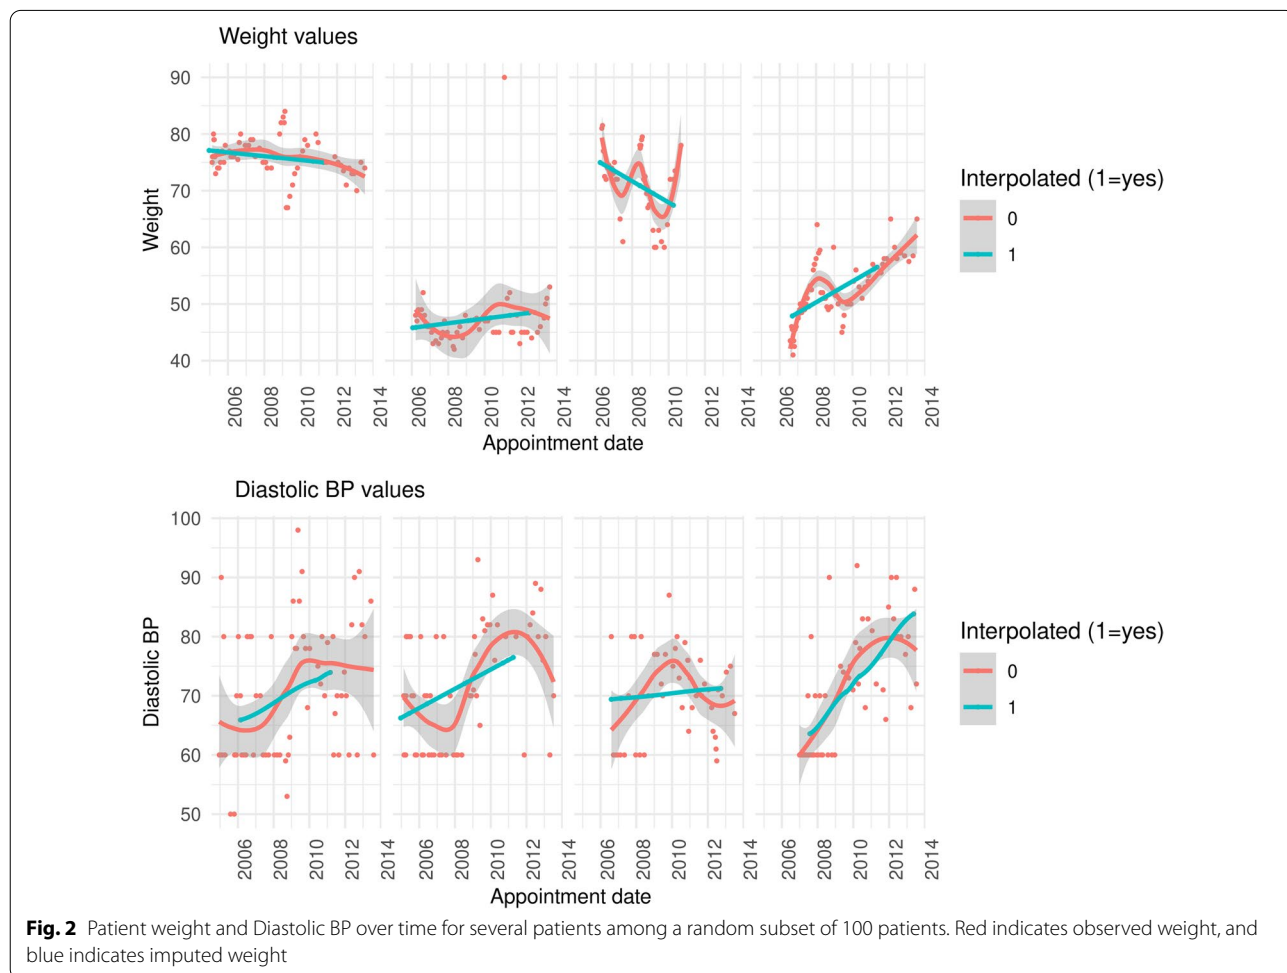 Weight values
90
80
70
60
50
40
Weight
2006 2008 2010 2012 2014 2006 2008 2010 2012 2014 2006 2008 2010 2012 2014 2006 2008 2010 2012 2014
Appointment date
Interpolated (1=yes)
0
1
Diastolic BP values
100
90
80
70
60
50
Diastolic BP
2006 2008 2010 2012 2014 2006 2008 2010 2012 2014 2006 2008 2010 2012 2014 2006 2008 2010 2012 2014
Appointment date
Interpolated (1=yes)
0
1
Fig. 2 Patient weight and Diastolic BP over time for several patients among a random subset of 100 patients. Red indicates observed weight, and
blue indicates imputed weight